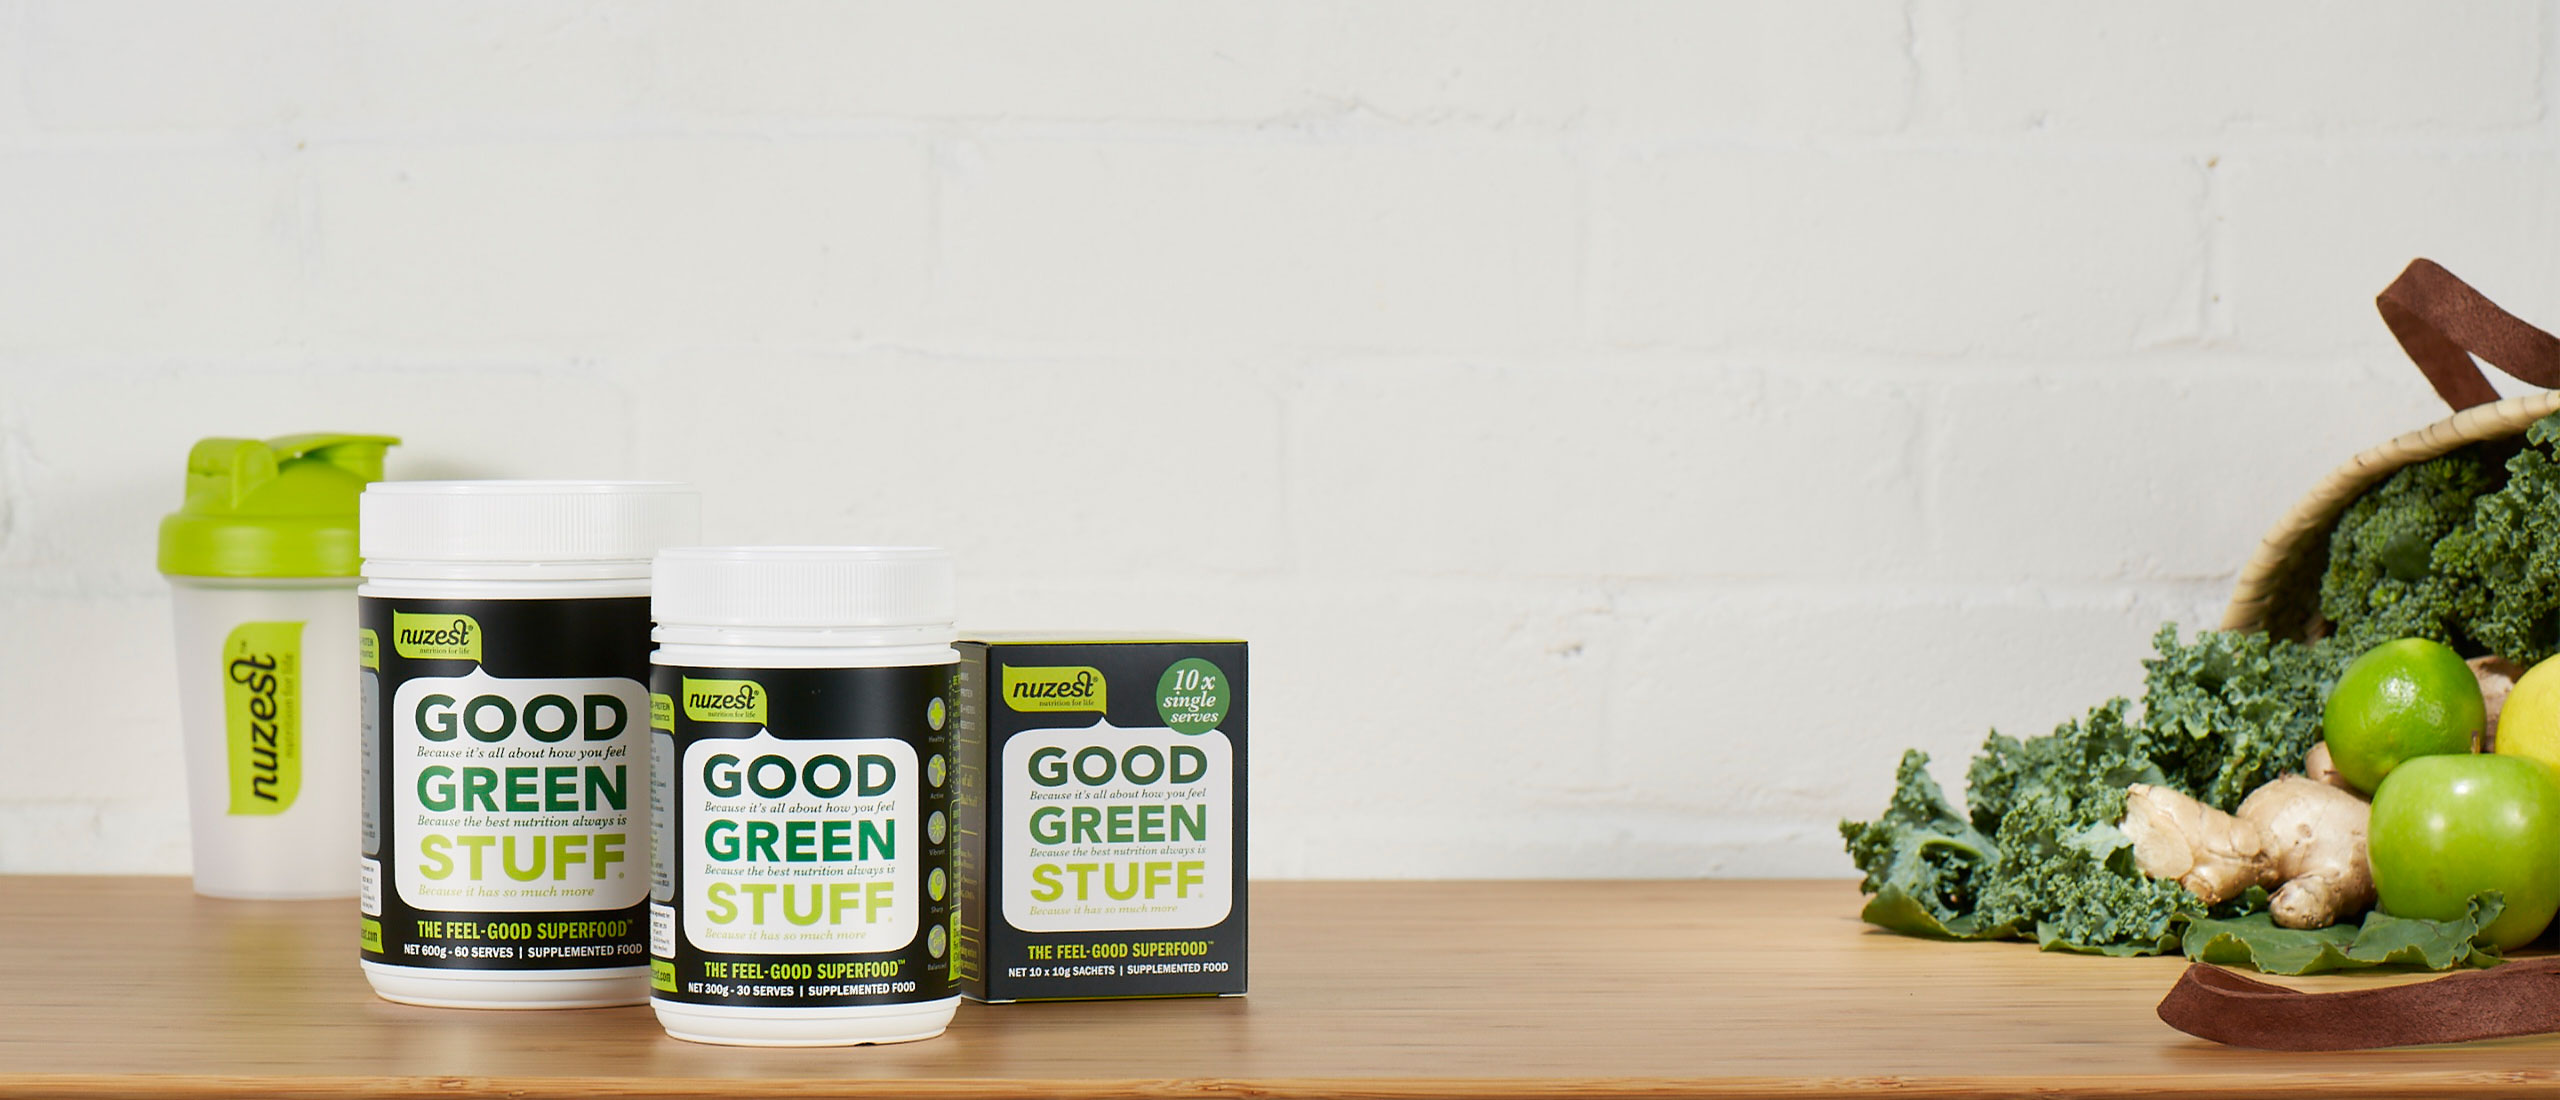 nuzest™
nutrition for life
nuzest®
nutrition for life
GOOD
Because it's all about how you feel
GREEN
Because the best nutrition always is
STUFF®
Because it has so much more
THE FEEL-GOOD SUPERFOOD™
NET 600g - 60 SERVES | SUPPLEMENTED FOOD
nuzest®
nutrition for life
GOOD
Because it's all about how you feel
GREEN
Because the best nutrition always is
STUFF®
Because it has so much more
THE FEEL-GOOD SUPERFOOD™
NET 300g - 30 SERVES | SUPPLEMENTED FOOD
Healthy
Active
Vibrant
Sharp
Balanced
nuzest®
nutrition for life
10 x
single
serves
GOOD
Because it's all about how you feel
GREEN
Because the best nutrition always is
STUFF®
Because it has so much more
THE FEEL-GOOD SUPERFOOD™
NET 10 x 10g SACHETS | SUPPLEMENTED FOOD